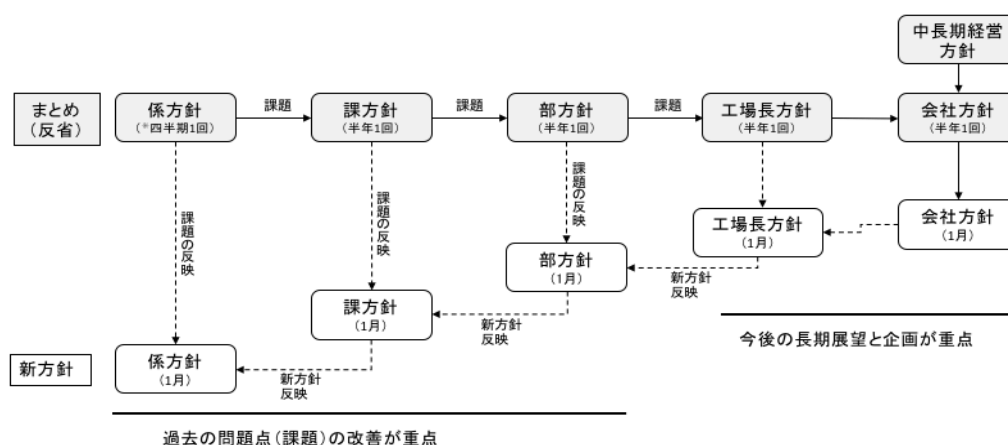 中長期経営
方針
まとめ
（反省）
係方針
（*四半期1回）
課題
課方針
（半年1回）
課題
部方針
（半年1回）
課題
工場長方針
（半年1回）
会社方針
（半年1回）
課題の反映
課題の反映
課題の反映
工場長方針
（1月）
会社方針
（1月）
部方針
（1月）
新方針
反映
課方針
（1月）
新方針
反映
今後の長期展望と企画が重点
新方針
係方針
（1月）
新方針
反映
過去の問題点（課題）の改善が重点